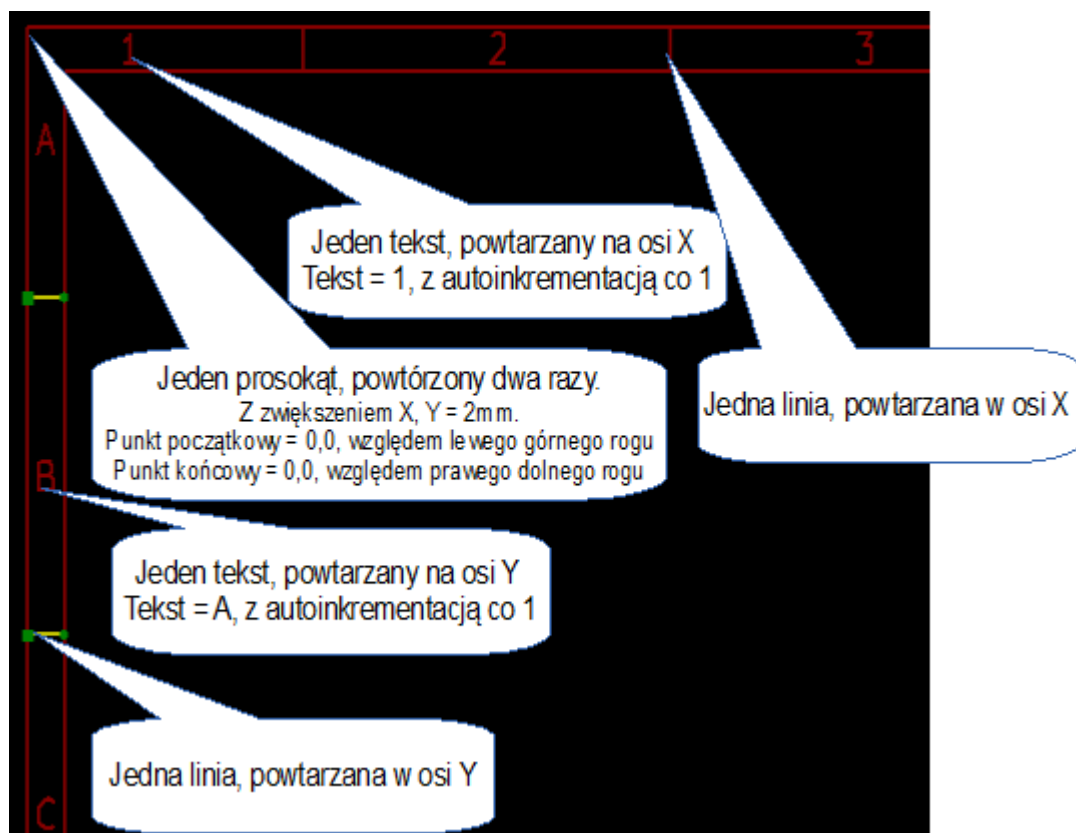 1 2 3
A
Jeden tekst, powtarzany na osi X
Tekst = 1, z autoinkrementacją co 1
Jeden prosokąt, powtórzony dwa razy.
Z zwiększeniem X, Y = 2mm.
Punkt początkowy = 0,0, względem lewego górnego rogu
Punkt końcowy = 0,0, względem prawego dolnego rogu
Jedna linia, powtarzana w osi X
B
Jeden tekst, powtarzany na osi Y
Tekst = A, z autoinkrementacją co 1
Jedna linia, powtarzana w osi Y
C